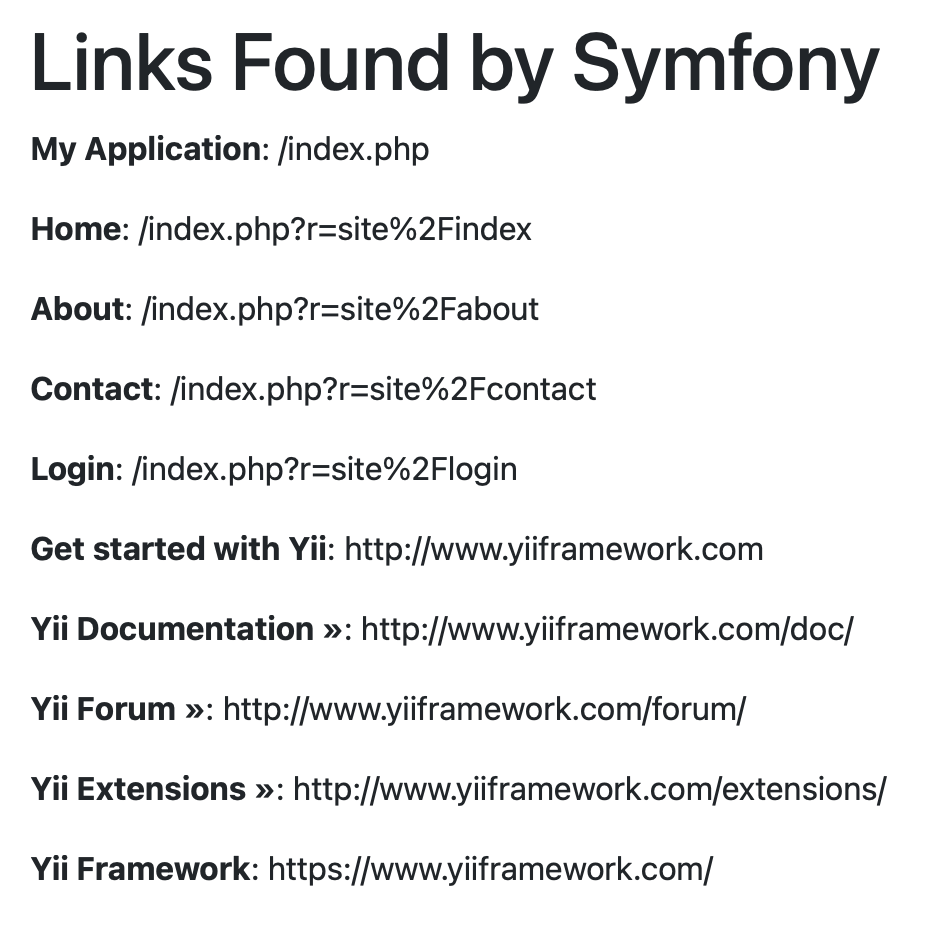 Links Found by Symfony
My Application: /index.php
Home: /index.php?r=site%2Findex
About: /index.php?r=site%2Fabout
Contact: /index.php?r=site%2Fcontact
Login: /index.php?r=site%2Flogin
Get started with Yii: http://www.yiiframework.com
Yii Documentation »: http://www.yiiframework.com/doc/
Yii Forum »: http://www.yiiframework.com/forum/
Yii Extensions »: http://www.yiiframework.com/extensions/
Yii Framework: https://www.yiiframework.com/